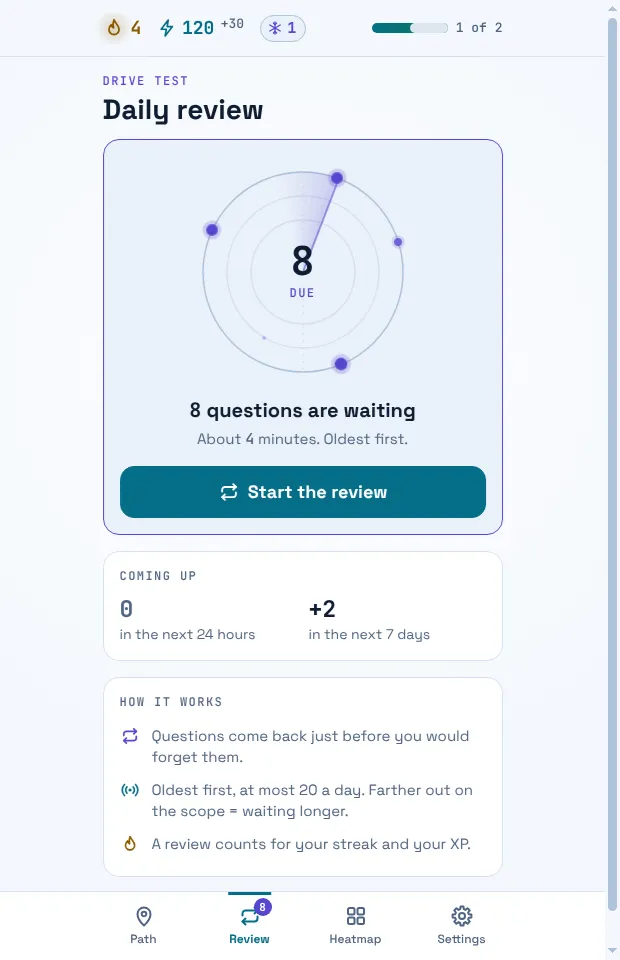 4 120 +30 1 1 of 2
DRIVE TEST
Daily review
8
DUE
8 questions are waiting
About 4 minutes. Oldest first.
Start the review
COMING UP
0 +2
in the next 24 hours in the next 7 days
HOW IT WORKS
Questions come back just before you would
forget them.
Oldest first, at most 20 a day. Farther out on
the scope = waiting longer.
A review counts for your streak and your XP.
8
Path Review Heatmap Settings